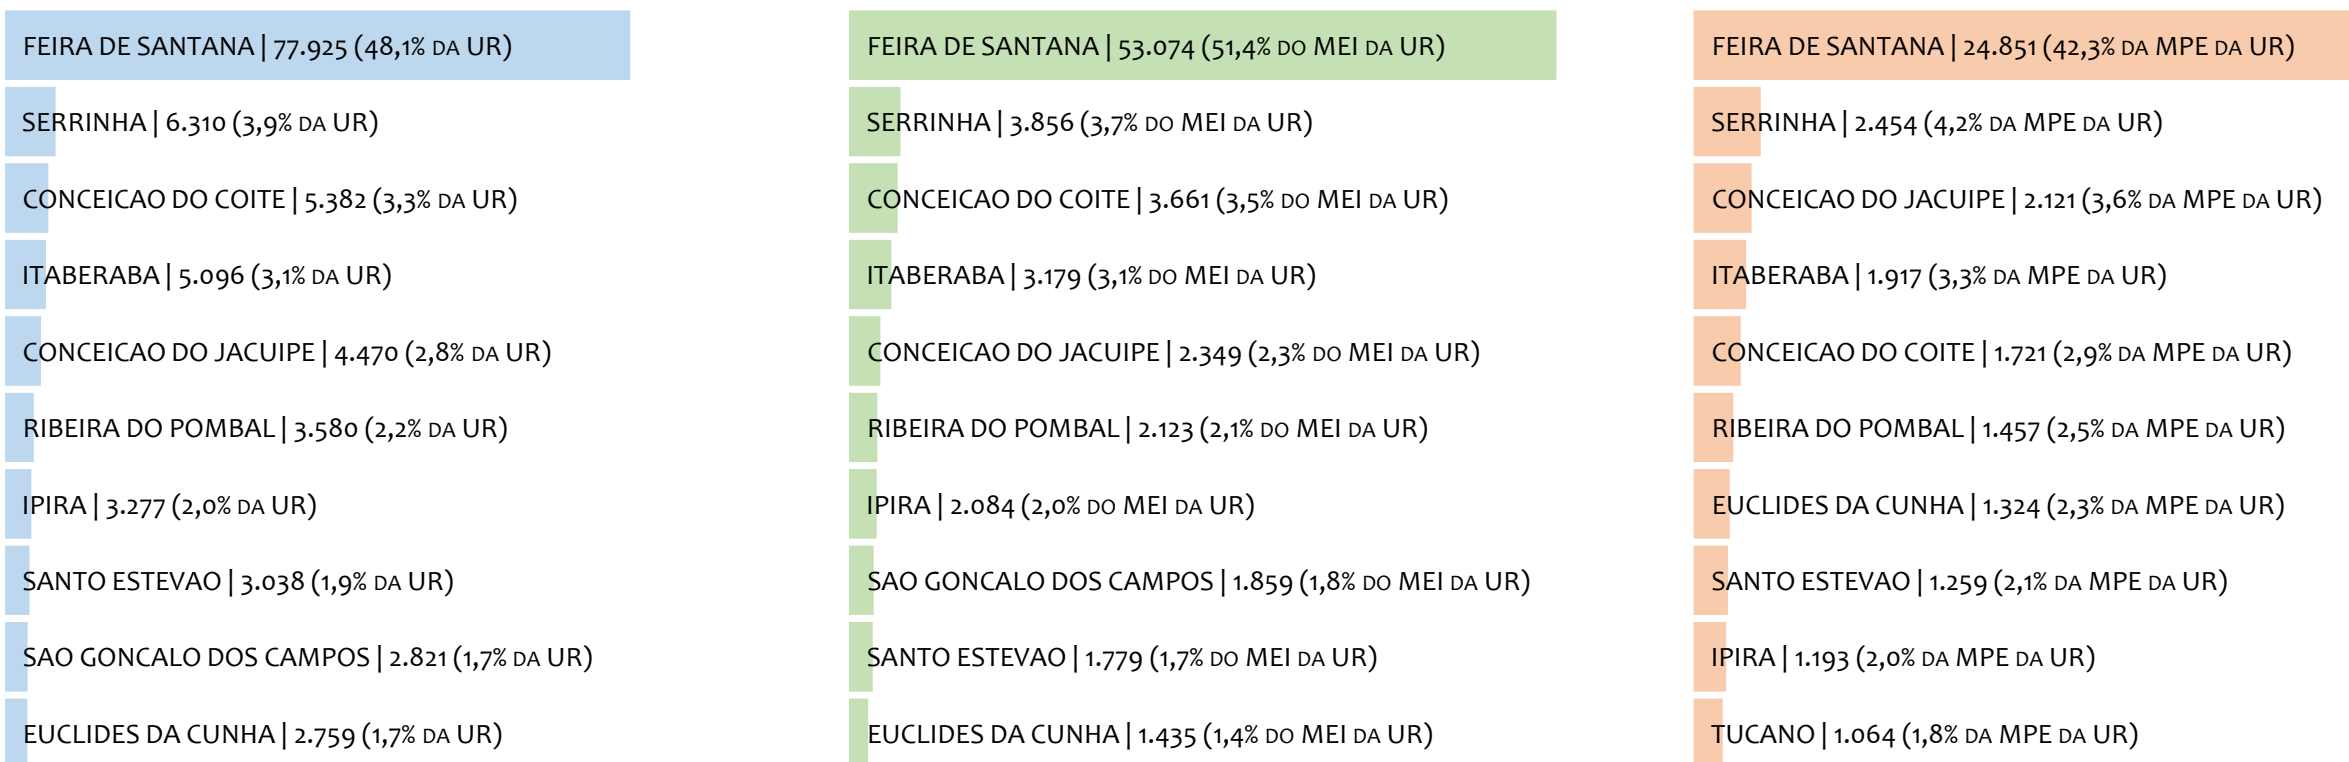 FEIRA DE SANTANA | 77.925 (48,1% DA UR)
SERRINHA | 6.310 (3,9% DA UR)
CONCEICAO DO COITE | 5.382 (3,3% DA UR)
ITABERABA | 5.096 (3,1% DA UR)
CONCEICAO DO JACUIPE | 4.470 (2,8% DA UR)
RIBEIRA DO POMBAL | 3.580 (2,2% DA UR)
IPIRA | 3.277 (2,0% DA UR)
SANTO ESTEVAO | 3.038 (1,9% DA UR)
SAO GONCALO DOS CAMPOS | 2.821 (1,7% DA UR)
EUCLIDES DA CUNHA | 2.759 (1,7% DA UR)
FEIRA DE SANTANA | 53.074 (51,4% DO MEI DA UR)
SERRINHA | 3.856 (3,7% DO MEI DA UR)
CONCEICAO DO COITE | 3.661 (3,5% DO MEI DA UR)
ITABERABA | 3.179 (3,1% DO MEI DA UR)
CONCEICAO DO JACUIPE | 2.349 (2,3% DO MEI DA UR)
RIBEIRA DO POMBAL | 2.123 (2,1% DO MEI DA UR)
IPIRA | 2.084 (2,0% DO MEI DA UR)
SAO GONCALO DOS CAMPOS | 1.859 (1,8% DO MEI DA UR)
SANTO ESTEVAO | 1.779 (1,7% DO MEI DA UR)
EUCLIDES DA CUNHA | 1.435 (1,4% DO MEI DA UR)
FEIRA DE SANTANA | 24.851 (42,3% DA MPE DA UR)
SERRINHA | 2.454 (4,2% DA MPE DA UR)
CONCEICAO DO JACUIPE | 2.121 (3,6% DA MPE DA UR)
ITABERABA | 1.917 (3,3% DA MPE DA UR)
CONCEICAO DO COITE | 1.721 (2,9% DA MPE DA UR)
RIBEIRA DO POMBAL | 1.457 (2,5% DA MPE DA UR)
EUCLIDES DA CUNHA | 1.324 (2,3% DA MPE DA UR)
SANTO ESTEVAO | 1.259 (2,1% DA MPE DA UR)
IPIRA | 1.193 (2,0% DA MPE DA UR)
TUCANO | 1.064 (1,8% DA MPE DA UR)